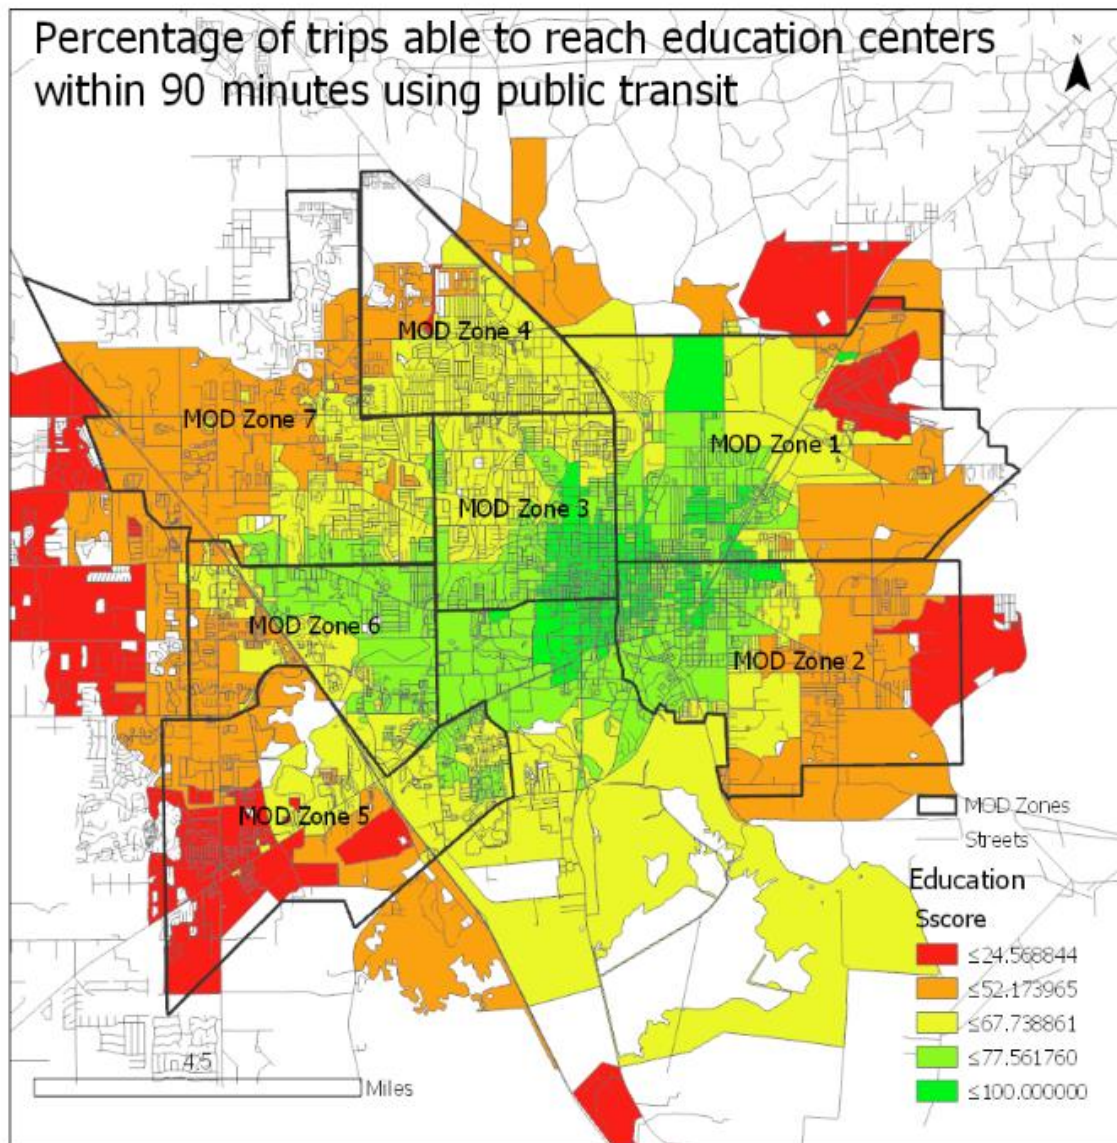 Percentage of trips able to reach education centers
within 90 minutes using public transit
N
MOD Zone 4
MOD Zone 7
MOD Zone 1
MOD Zone 3
MOD Zone 6
MOD Zone 2
MOD Zone 5
MOD Zones
Streets
Education
Sscore
≤24.568844
≤52.173965
≤67.738861
≤77.561760
≤100.000000
4.5
Miles